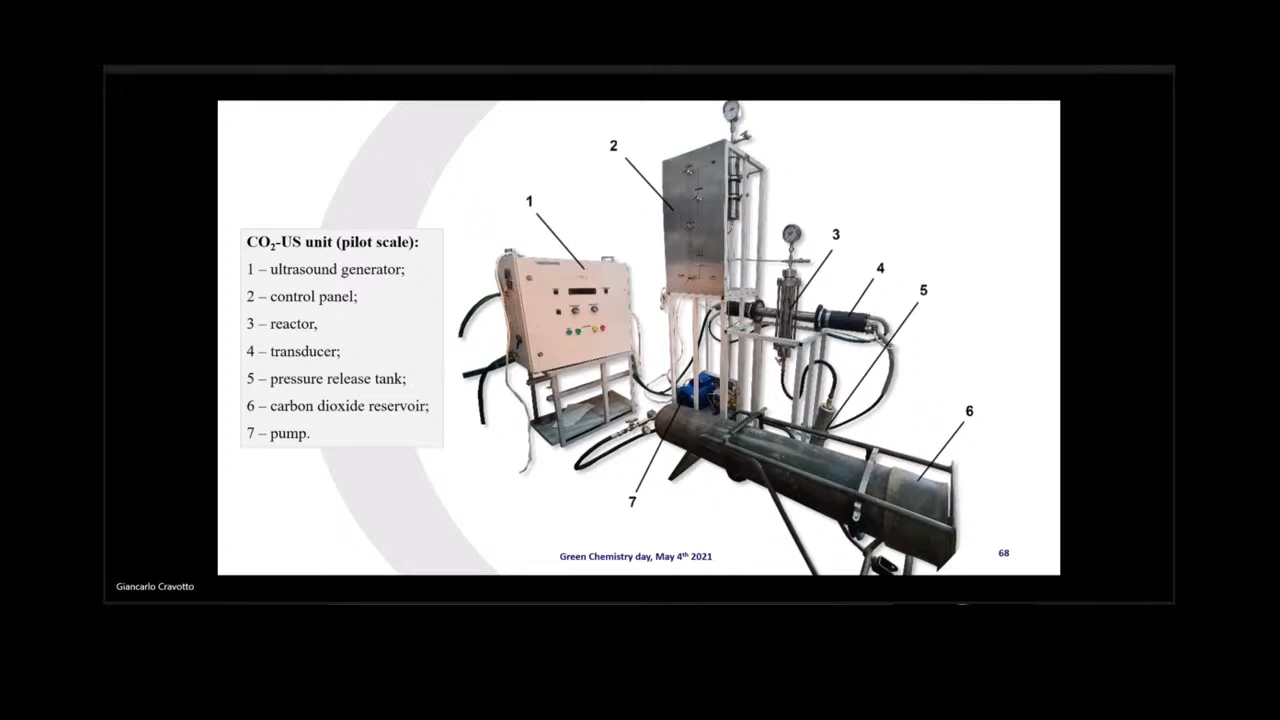 CO₂-US unit (pilot scale):
1 – ultrasound generator;
2 – control panel;
3 – reactor,
4 – transducer;
5 – pressure release tank;
6 – carbon dioxide reservoir;
7 – pump.
1
2
3
4
5
6
7
Green Chemistry day, May 4th 2021
68
Giancarlo Cravotto